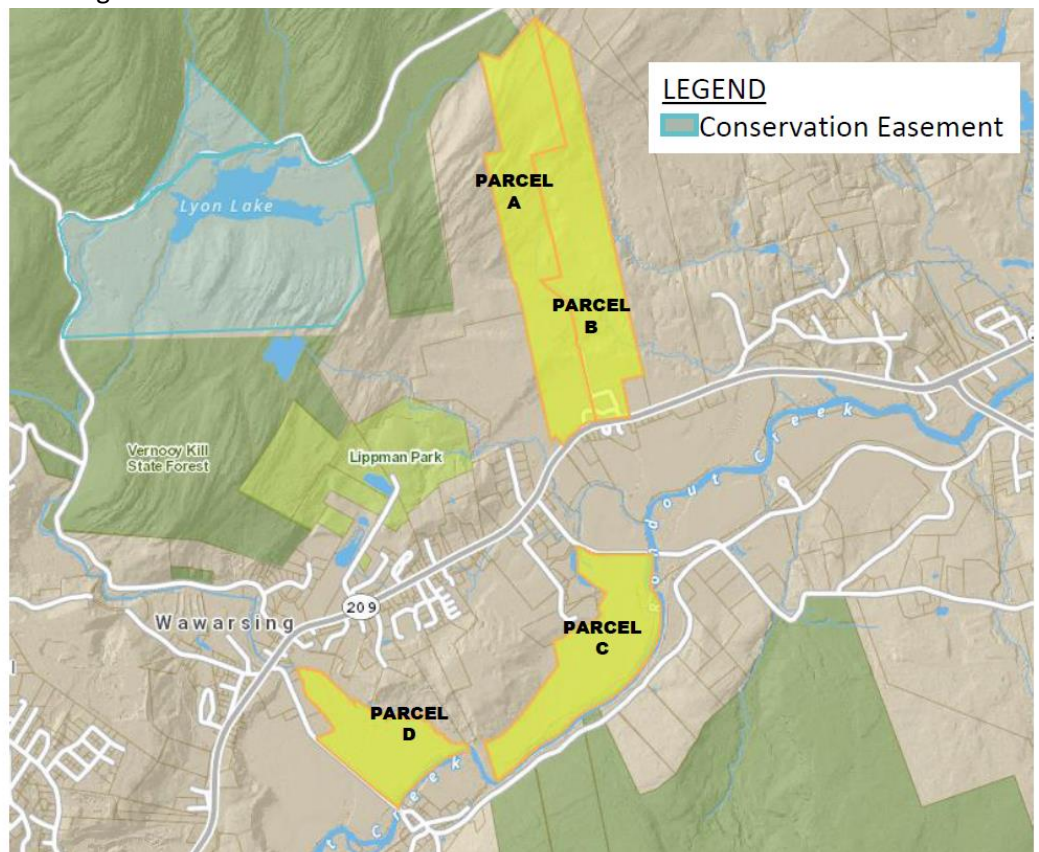 LEGEND
Conservation Easement
PARCEL
A
Lyon Lake
PARCEL
B
Vernooy Kill
State Forest
Lippman Park
Rondout Creek
209
Wawarsing
PARCEL
C
PARCEL
D
t Creek